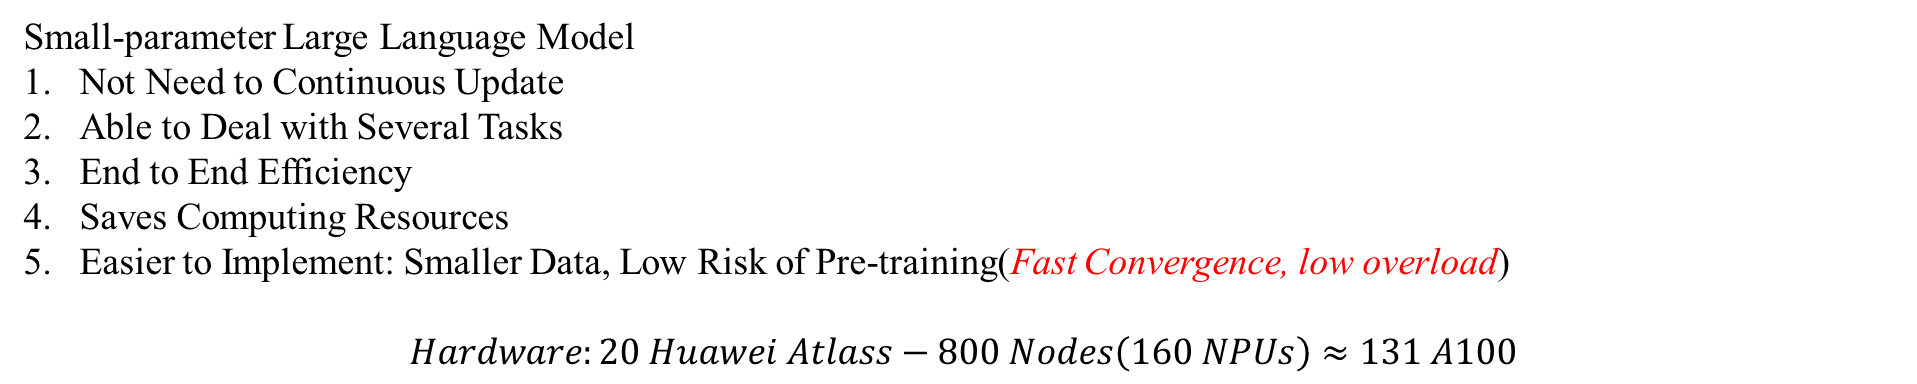 Small-parameter Large Language Model
1. Not Need to Continuous Update
2. Able to Deal with Several Tasks
3. End to End Efficiency
4. Saves Computing Resources
5. Easier to Implement: Smaller Data, Low Risk of Pre-training(Fast Convergence, low overload)
Hardware: 20 Huawei Atlass − 800 Nodes(160 NPUs) ≈ 131 A100